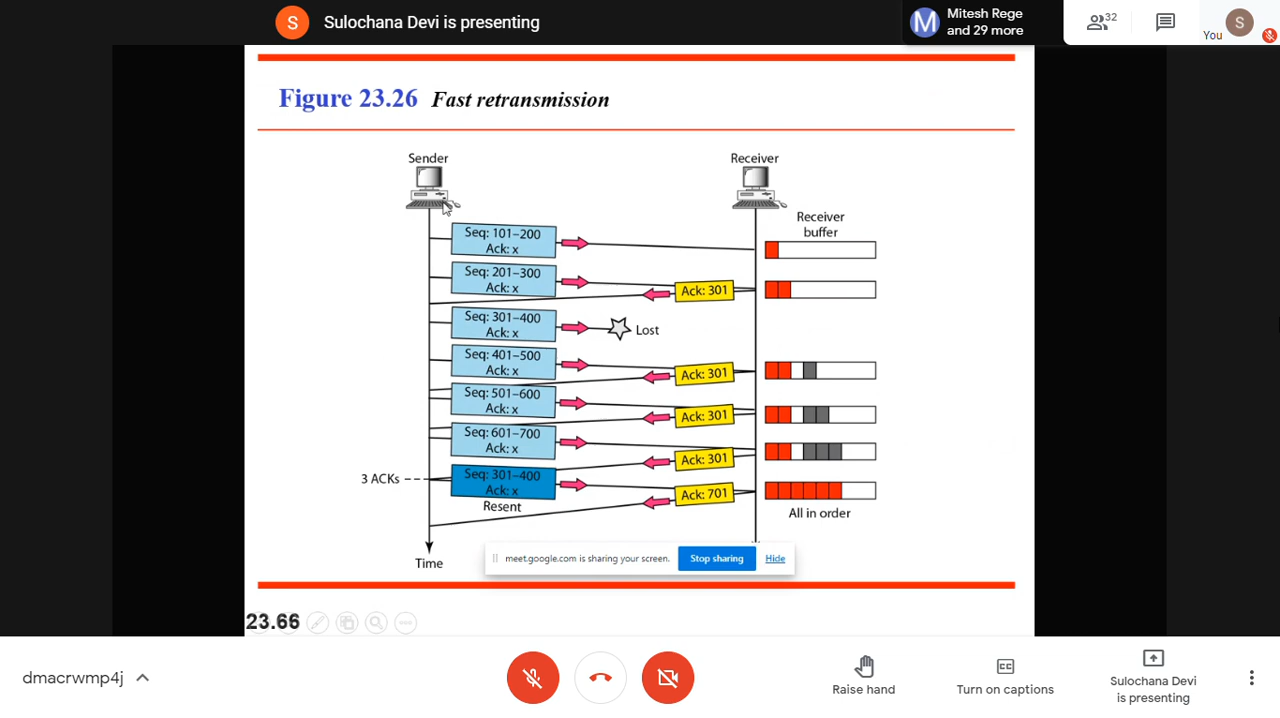 S
Sulochana Devi is presenting
M
Mitesh Rege
and 29 more
32
You
S
Figure 23.26 Fast retransmission
Sender
Receiver
Receiver
buffer
Seq: 101–200
Ack: x
Seq: 201–300
Ack: x
Ack: 301
Seq: 301–400
Ack: x
Lost
Seq: 401–500
Ack: x
Ack: 301
Seq: 501–600
Ack: x
Ack: 301
Seq: 601–700
Ack: x
Ack: 301
3 ACKs
Seq: 301–400
Ack: x
Ack: 701
Resent
All in order
Time
meet.google.com is sharing your screen.
Stop sharing
Hide
23.66
dmacrwmp4j
Raise hand
CC
Turn on captions
Sulochana Devi
is presenting